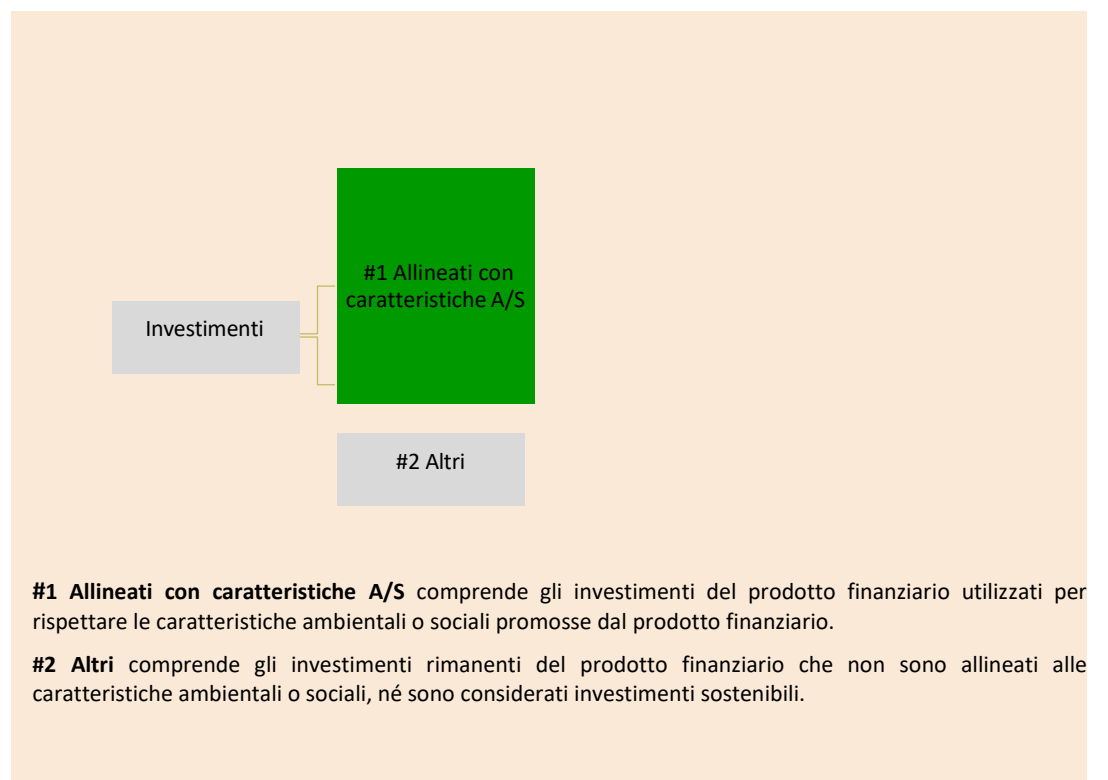 #1 Allineati con
caratteristiche A/S
Investimenti
#2 Altri
#1 Allineati con caratteristiche A/S comprende gli investimenti del prodotto finanziario utilizzati per
rispettare le caratteristiche ambientali o sociali promosse dal prodotto finanziario.
#2 Altri comprende gli investimenti rimanenti del prodotto finanziario che non sono allineati alle
caratteristiche ambientali o sociali, né sono considerati investimenti sostenibili.